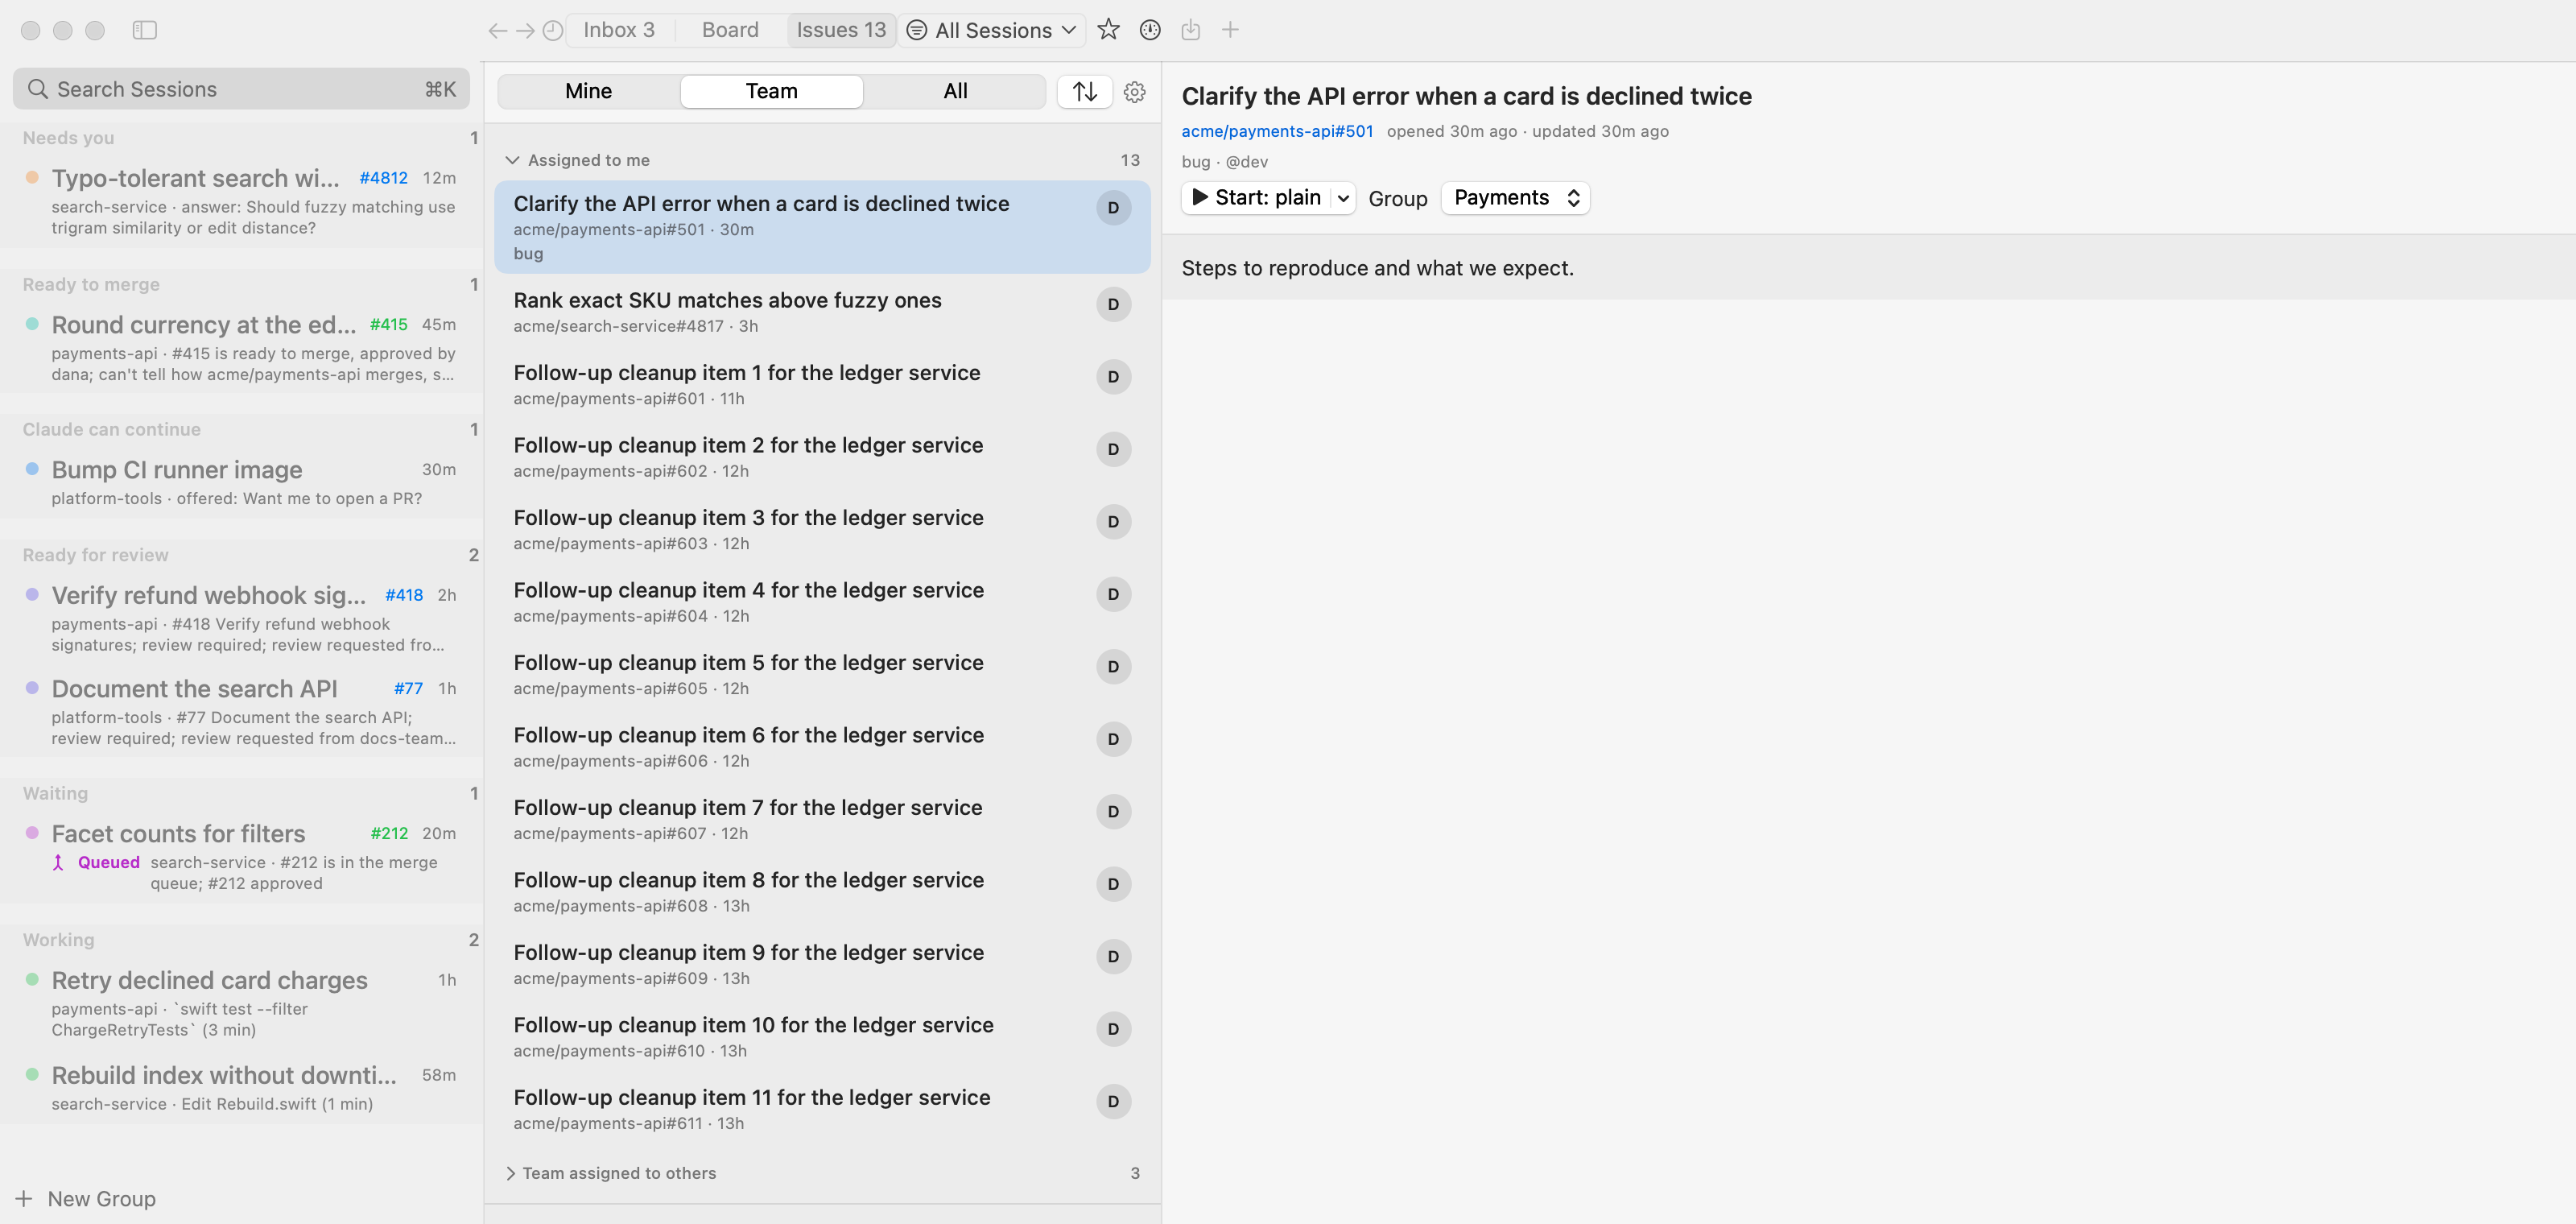 Inbox 3
Board
Issues 13
All Sessions
Search Sessions
⌘K
Needs you
1
Typo-tolerant search wi...
#4812
12m
search-service · answer: Should fuzzy matching use
trigram similarity or edit distance?
Ready to merge
1
Round currency at the ed...
#415
45m
payments-api · #415 is ready to merge, approved by
dana; can't tell how acme/payments-api merges, s...
Claude can continue
1
Bump CI runner image
30m
platform-tools · offered: Want me to open a PR?
Ready for review
2
Verify refund webhook sig...
#418
2h
payments-api · #418 Verify refund webhook
signatures; review required; review requested fro...
Document the search API
#77
1h
platform-tools · #77 Document the search API;
review required; review requested from docs-team...
Waiting
1
Facet counts for filters
#212
20m
Queued
search-service · #212 is in the merge
queue; #212 approved
Working
2
Retry declined card charges
1h
payments-api · `swift test --filter
ChargeRetryTests` (3 min)
Rebuild index without downti...
58m
search-service · Edit Rebuild.swift (1 min)
New Group
Mine
Team
All
Assigned to me
13
Clarify the API error when a card is declined twice
D
acme/payments-api#501 · 30m
bug
Rank exact SKU matches above fuzzy ones
D
acme/search-service#4817 · 3h
Follow-up cleanup item 1 for the ledger service
D
acme/payments-api#601 · 11h
Follow-up cleanup item 2 for the ledger service
D
acme/payments-api#602 · 12h
Follow-up cleanup item 3 for the ledger service
D
acme/payments-api#603 · 12h
Follow-up cleanup item 4 for the ledger service
D
acme/payments-api#604 · 12h
Follow-up cleanup item 5 for the ledger service
D
acme/payments-api#605 · 12h
Follow-up cleanup item 6 for the ledger service
D
acme/payments-api#606 · 12h
Follow-up cleanup item 7 for the ledger service
D
acme/payments-api#607 · 12h
Follow-up cleanup item 8 for the ledger service
D
acme/payments-api#608 · 13h
Follow-up cleanup item 9 for the ledger service
D
acme/payments-api#609 · 13h
Follow-up cleanup item 10 for the ledger service
D
acme/payments-api#610 · 13h
Follow-up cleanup item 11 for the ledger service
D
acme/payments-api#611 · 13h
Team assigned to others
3
Clarify the API error when a card is declined twice
acme/payments-api#501 opened 30m ago · updated 30m ago
bug · @dev
Start: plain
Group
Payments
Steps to reproduce and what we expect.